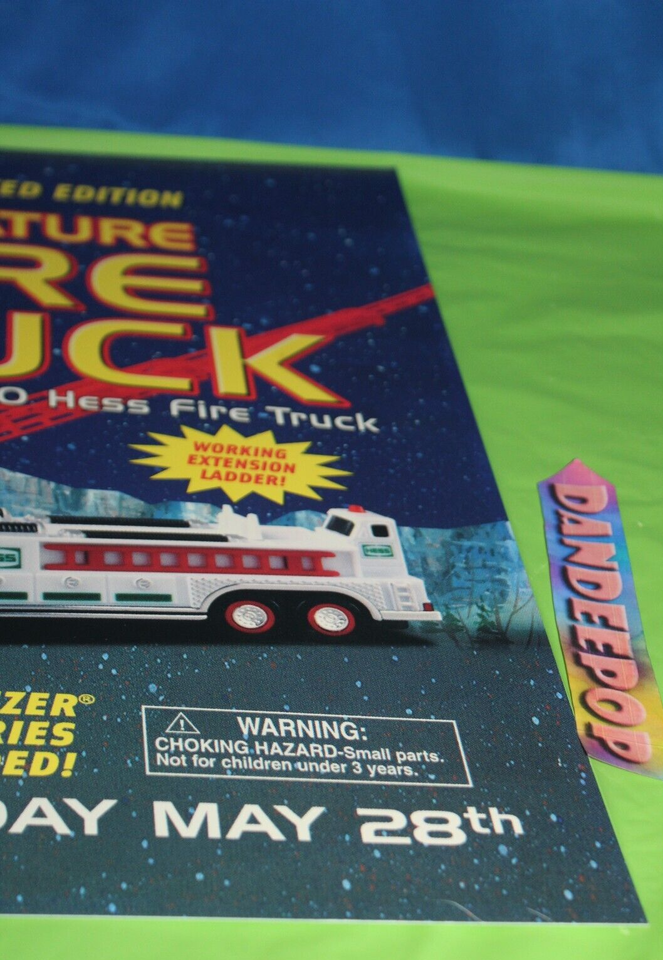 ED EDITION
ATURE
RE
UCK
0 Hess Fire Truck
WORKING
EXTENSION
LADDER!
HESS
ZER®
RIES
ED!
WARNING:
CHOKING HAZARD-Small parts.
Not for children under 3 years.
DAY MAY 28th
DANDEEPOP